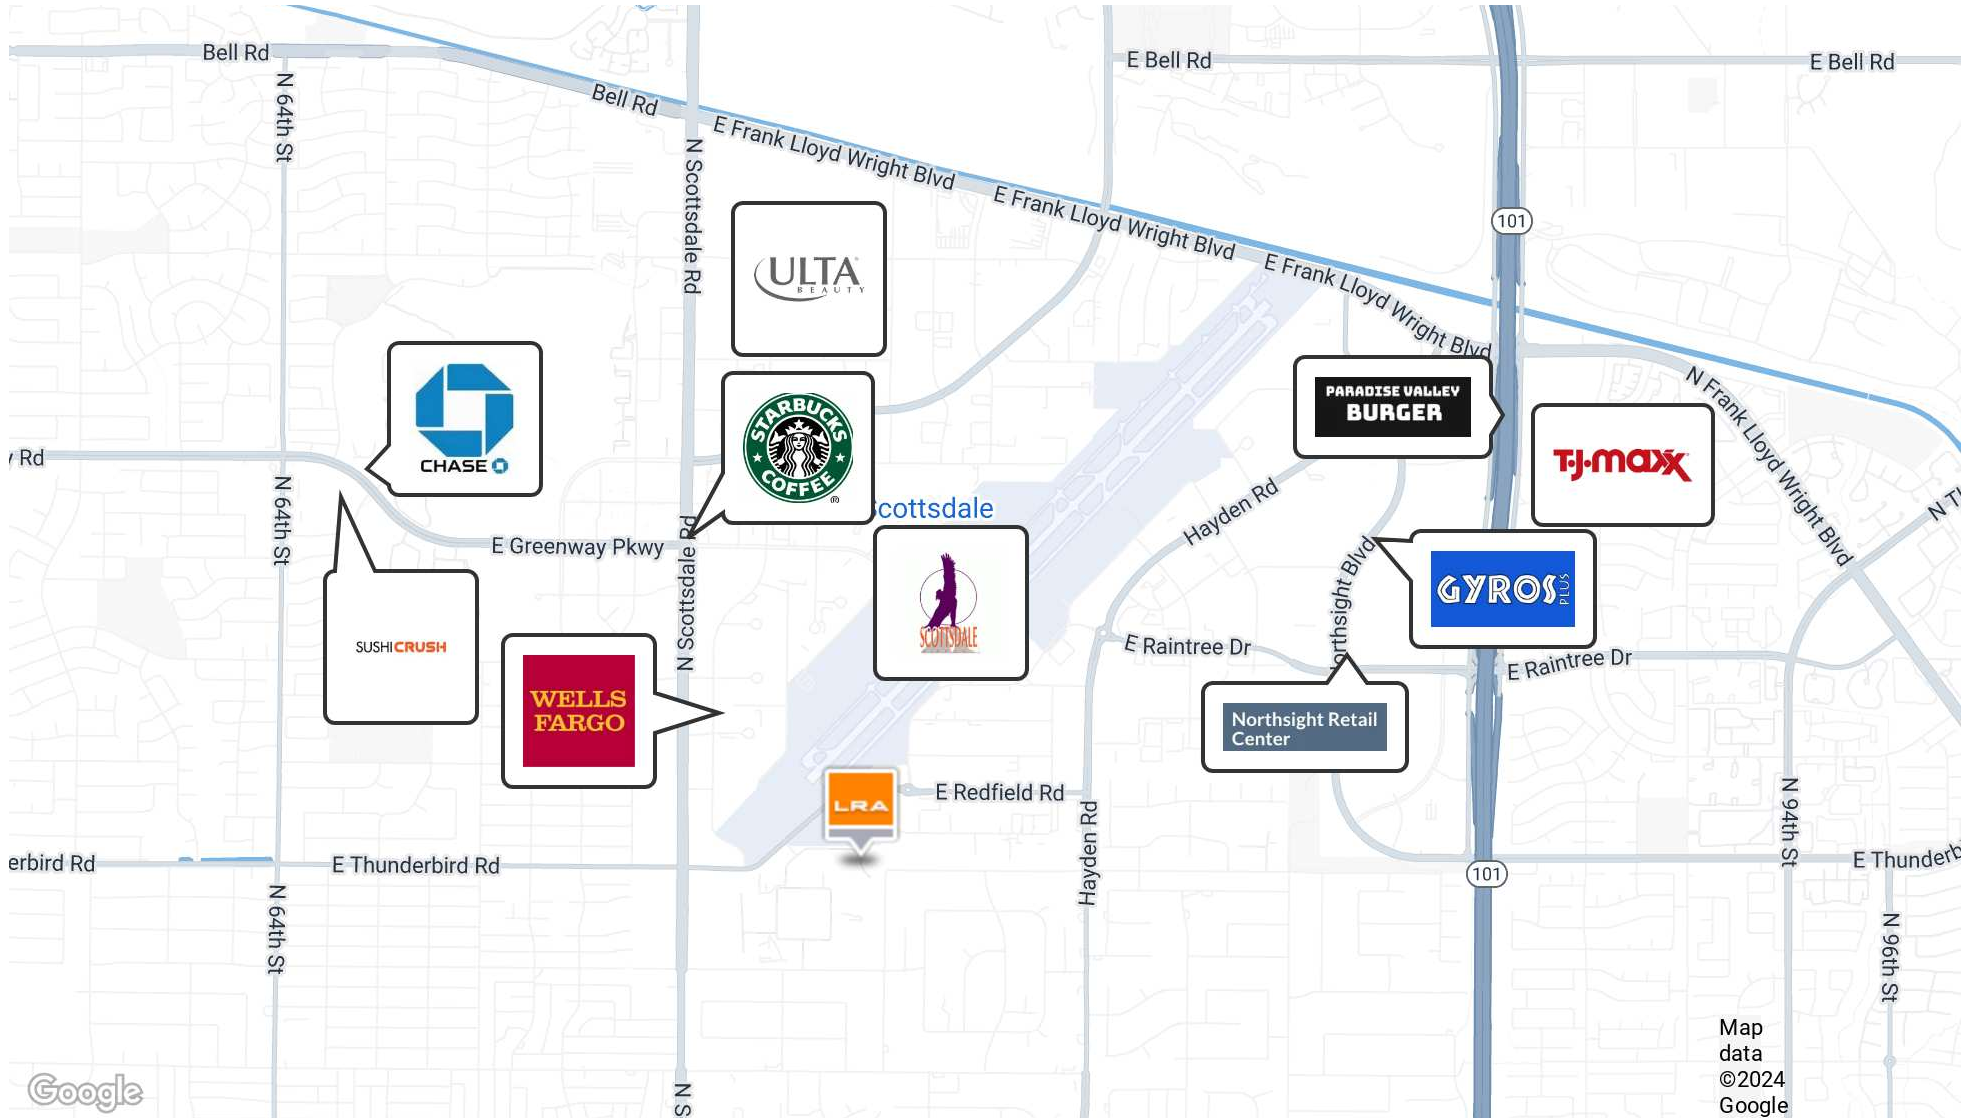 Bell Rd
E Bell Rd
E Bell Rd
N 64th St
Bell Rd
E Frank Lloyd Wright Blvd
N Scottsdale Rd
E Frank Lloyd Wright Blvd
101
E Frank Lloyd Wright Blvd
ULTA
BEAUTY
CHASE
STARBUCKS
COFFEE
PARADISE VALLEY
BURGER
T·J·maxx
N Frank Lloyd Wright Blvd
y Rd
N 64th St
E Greenway Pkwy
N Scottsdale Rd
Scottsdale
Hayden Rd
N Th
Northsight Blvd
GYROS
PLUS
SCOTTSDALE
SUSHICRUSH
E Raintree Dr
E Raintree Dr
WELLS
FARGO
Northsight Retail
Center
LRA
E Redfield Rd
Hayden Rd
N 94th St
erbird Rd
E Thunderbird Rd
E Thunderb
101
N 64th St
N 96th St
N S
Map
data
©2024
Google
Google